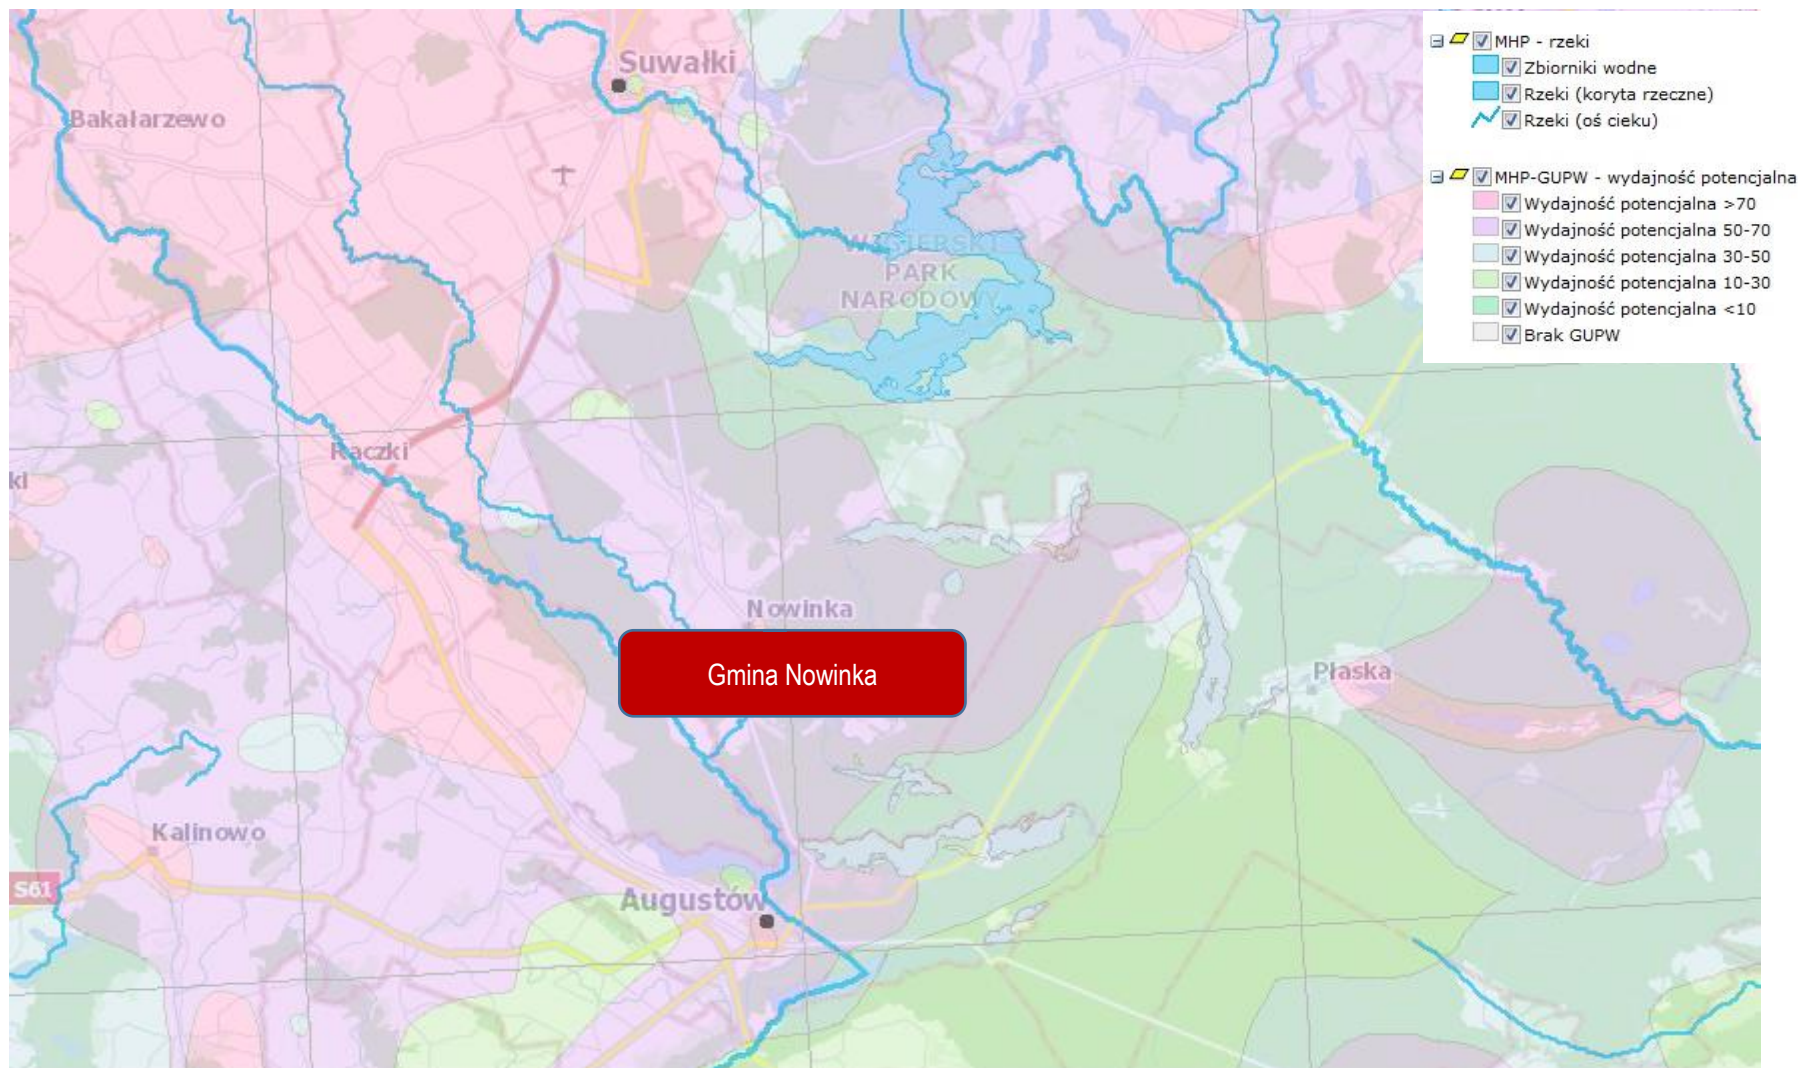 Suwałki
Bakałarzewo
WIGIERSKI
PARK
NARODOWY
Raczki
kl
Nowinka
Gmina Nowinka
Płaska
Kalinowo
S61
Augustów
MHP - rzeki
Zbiorniki wodne
Rzeki (koryta rzeczne)
Rzeki (oś cieku)
MHP-GUPW - wydajność potencjalna
Wydajność potencjalna >70
Wydajność potencjalna 50-70
Wydajność potencjalna 30-50
Wydajność potencjalna 10-30
Wydajność potencjalna <10
Brak GUPW